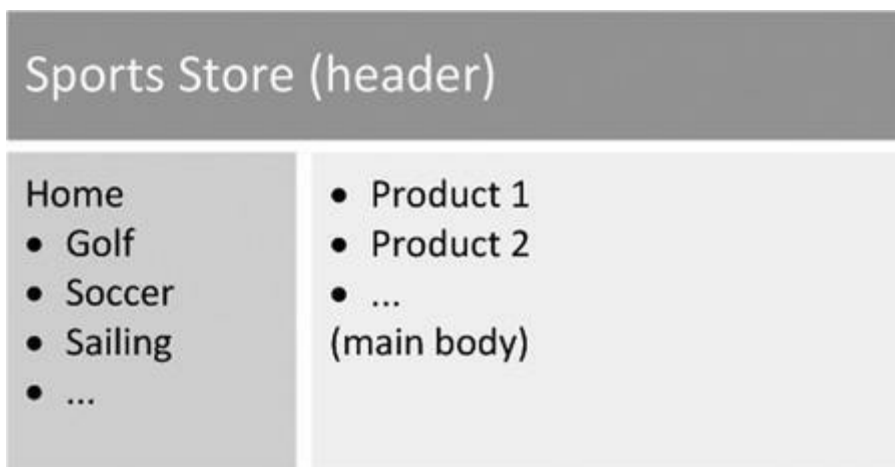 Sports Store (header)
Home
• Golf
• Soccer
• Sailing
• ...
• Product 1
• Product 2
• ...
(main body)